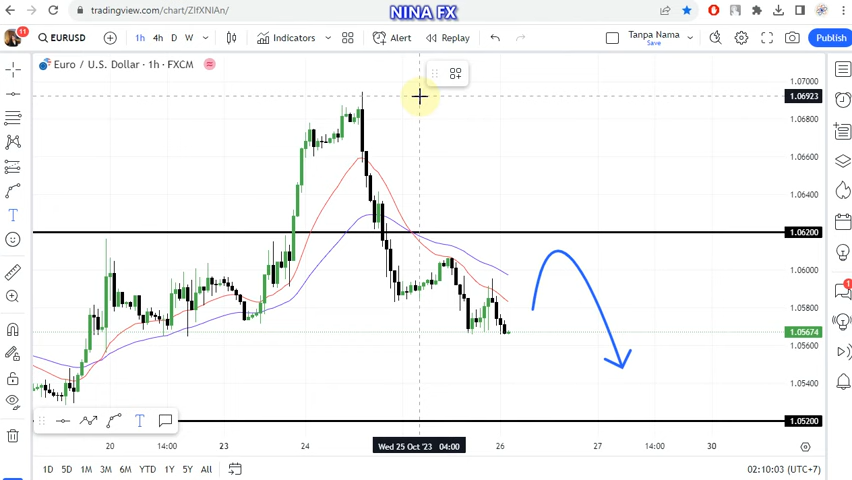 NINA FX
tradingview.com/chart/ZIfXNIAn/
11
EURUSD
1h 4h D W
Indicators
Alert
Replay
Tanpa Nama
Save
Publish
Euro / U.S. Dollar · 1h · FXCM
1.07000
1.06923
1.06800
1.06600
1.06400
1.06200
1.06000
1.05800
1.05674
1.05600
1.05400
1.05200
20 14:00 23 24 Wed 25 Oct '23 04:00 26 27 14:00 30
1D 5D 1M 3M 6M YTD 1Y 5Y All
02:10:03 (UTC+7)
1